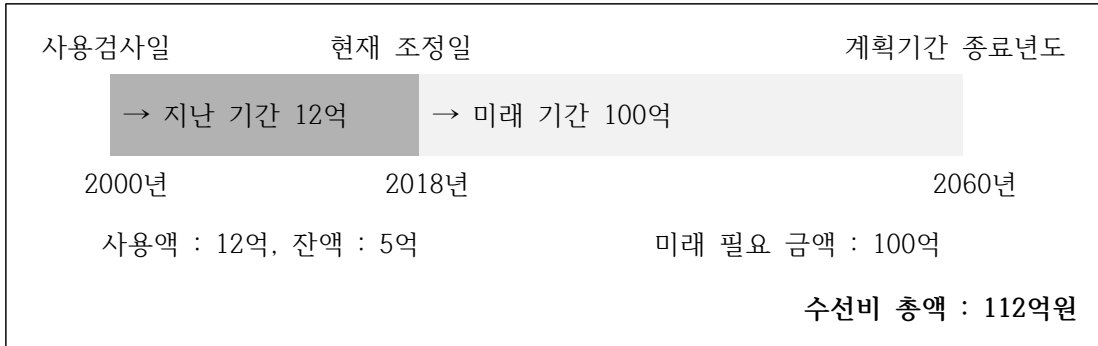 사용검사일 현재 조정일 계획기간 종료년도
→ 지난 기간 12억 → 미래 기간 100억
2000년 2018년 2060년
사용액 : 12억, 잔액 : 5억 미래 필요 금액 : 100억
수선비 총액 : 112억원